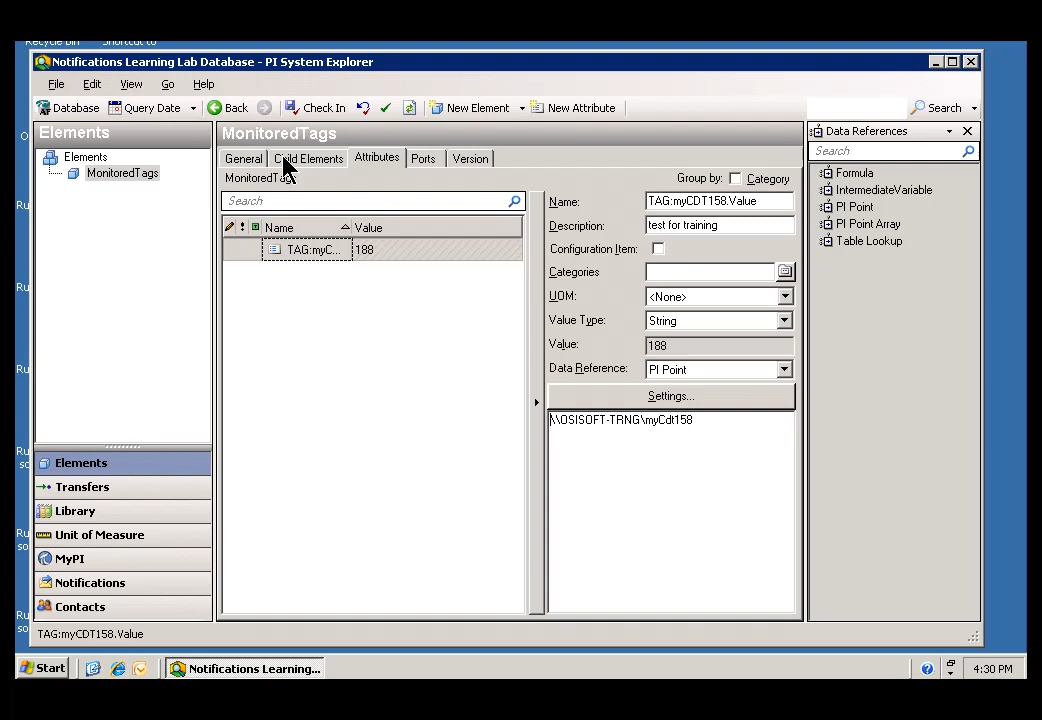 Recycle Bin Shortcut to
Notifications Learning Lab Database - PI System Explorer
File Edit View Go Help
Database Query Date Back Check In New Element New Attribute Search
Elements
MonitoredTags
Data References
Elements
MonitoredTags
General Child Elements Attributes Ports Version
MonitoredTags
Group by: Category
Search
Search
Name Value
TAG:myC... 188
Name: TAG:myCDT158.Value
Description: test for training
Configuration Item:
Categories
UOM: <None>
Value Type: String
Value: 188
Data Reference: PI Point
Settings...
\\OSISOFT-TRNG\myCdt158
Formula
IntermediateVariable
PI Point
PI Point Array
Table Lookup
Elements
Transfers
Library
Unit of Measure
MyPI
Notifications
Contacts
TAG:myCDT158.Value
Start Notifications Learning... 4:30 PM